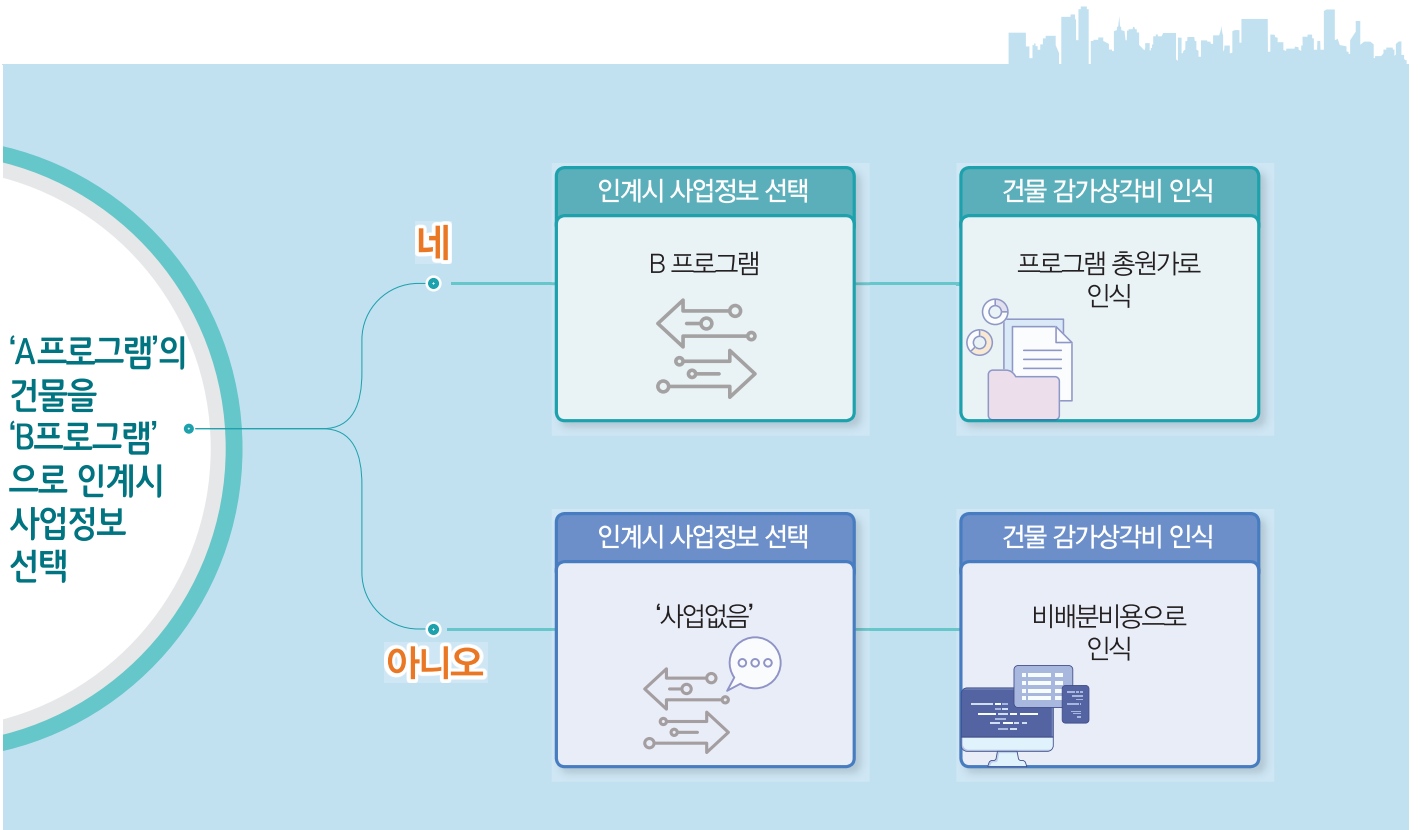 ‘A프로그램’의
건물을
‘B프로그램’
으로 인계시
사업정보
선택
네
인계시 사업정보 선택
B 프로그램
건물 감가상각비 인식
프로그램 총원가로
인식
아니오
인계시 사업정보 선택
‘사업없음’
건물 감가상각비 인식
비배분비용으로
인식